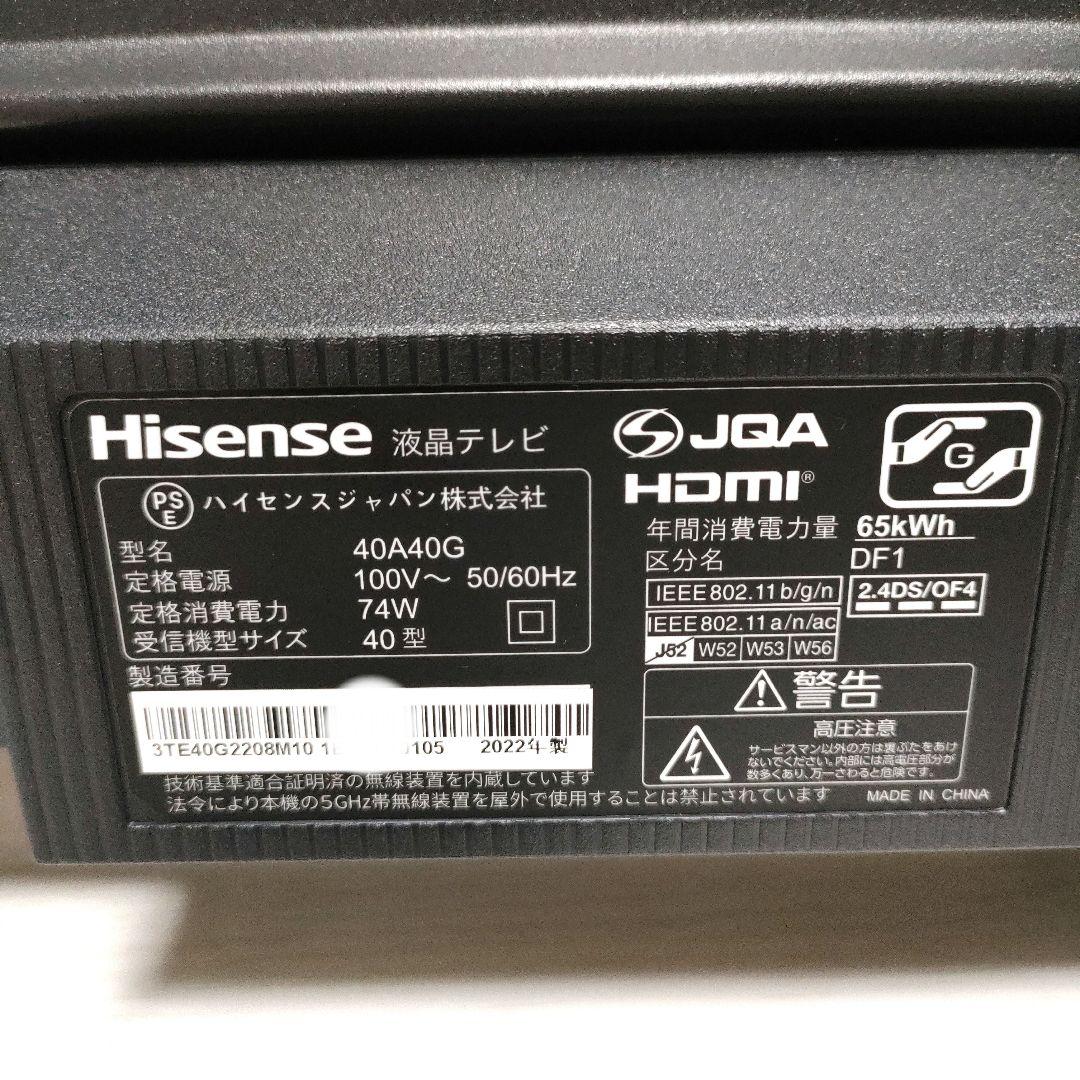 Hisense 液晶テレビ
PS
E
ハイセンスジャパン株式会社
型名 40A40G
定格電源 100V～ 50/60Hz
定格消費電力 74W
受信機型サイズ 40型
製造番号
3TE40G2208M10 0105 2022年製
技術基準適合証明済の無線装置を内蔵しています
法令により本機の5GHz帯無線装置を屋外で使用することは禁止されています
JQA
HDMI®
G
年間消費電力量 65kWh
区分名 DF1
IEEE802.11b/g/n
2.4DS/OF4
IEEE802.11a/n/ac
J52 W52 W53 W56
警告
高圧注意
サービスマン以外の方は裏ぶたをあけ
ないでください。内部には高電圧部分が
数多くあり、万一さわると危険です。
MADE IN CHINA